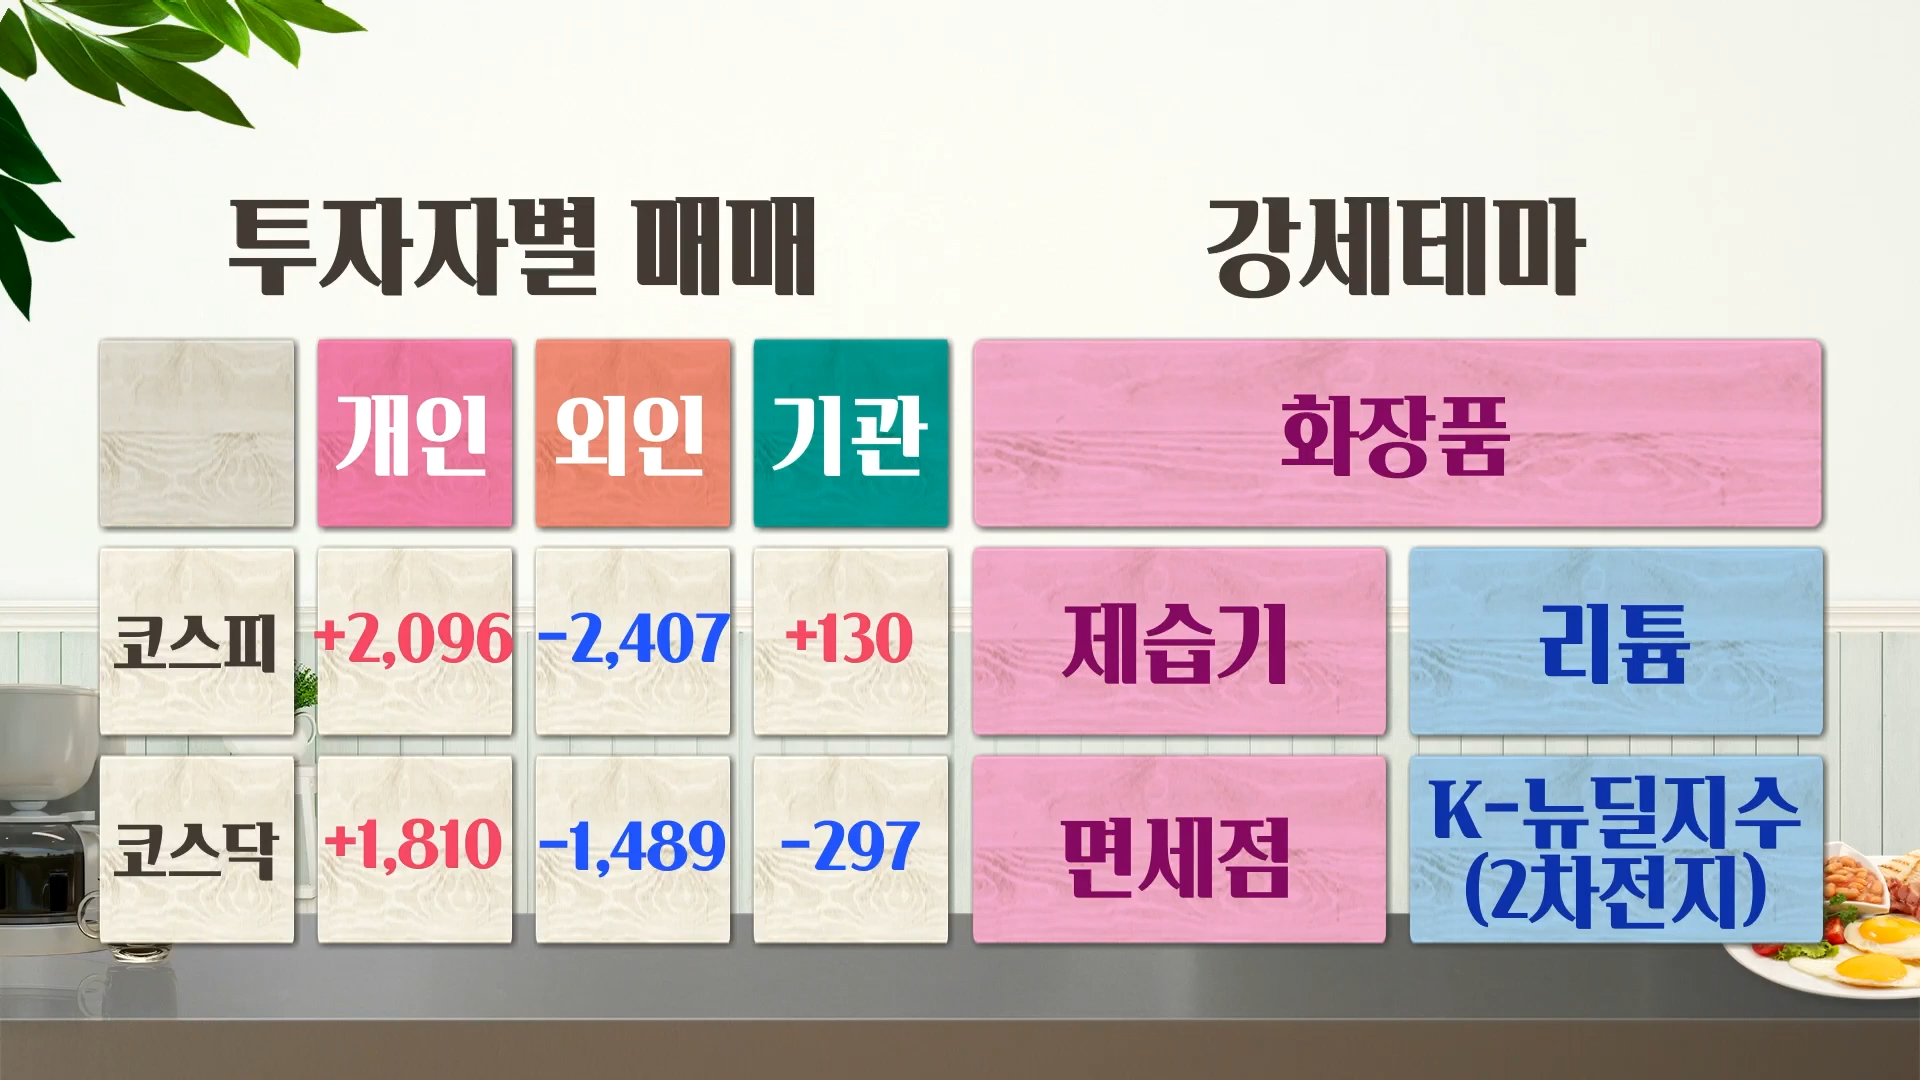 투자자별 매매
강세테마
개인 외인 기관
코스피 +2,096 -2,407 +130
코스닥 +1,810 -1,489 -297
화장품
제습기 리튬
면세점
K-뉴딜지수
(2차전지)